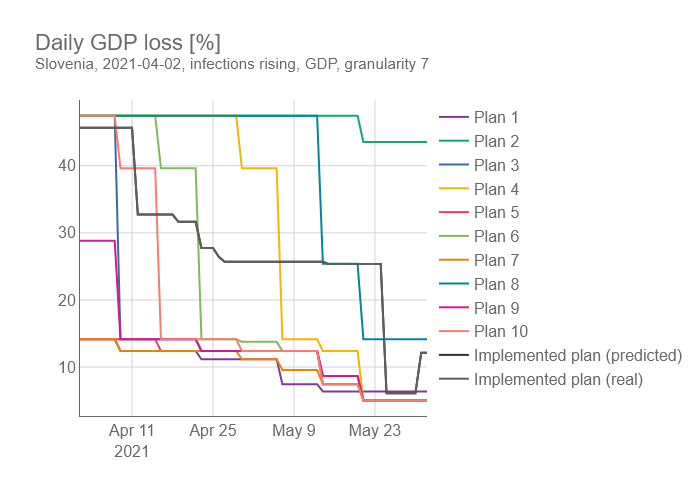 Daily GDP loss [%]
Slovenia, 2021-04-02, infections rising, GDP, granularity 7
40
30
20
10
Apr 11
2021
Apr 25
May 9
May 23
Plan 1
Plan 2
Plan 3
Plan 4
Plan 5
Plan 6
Plan 7
Plan 8
Plan 9
Plan 10
Implemented plan (predicted)
Implemented plan (real)